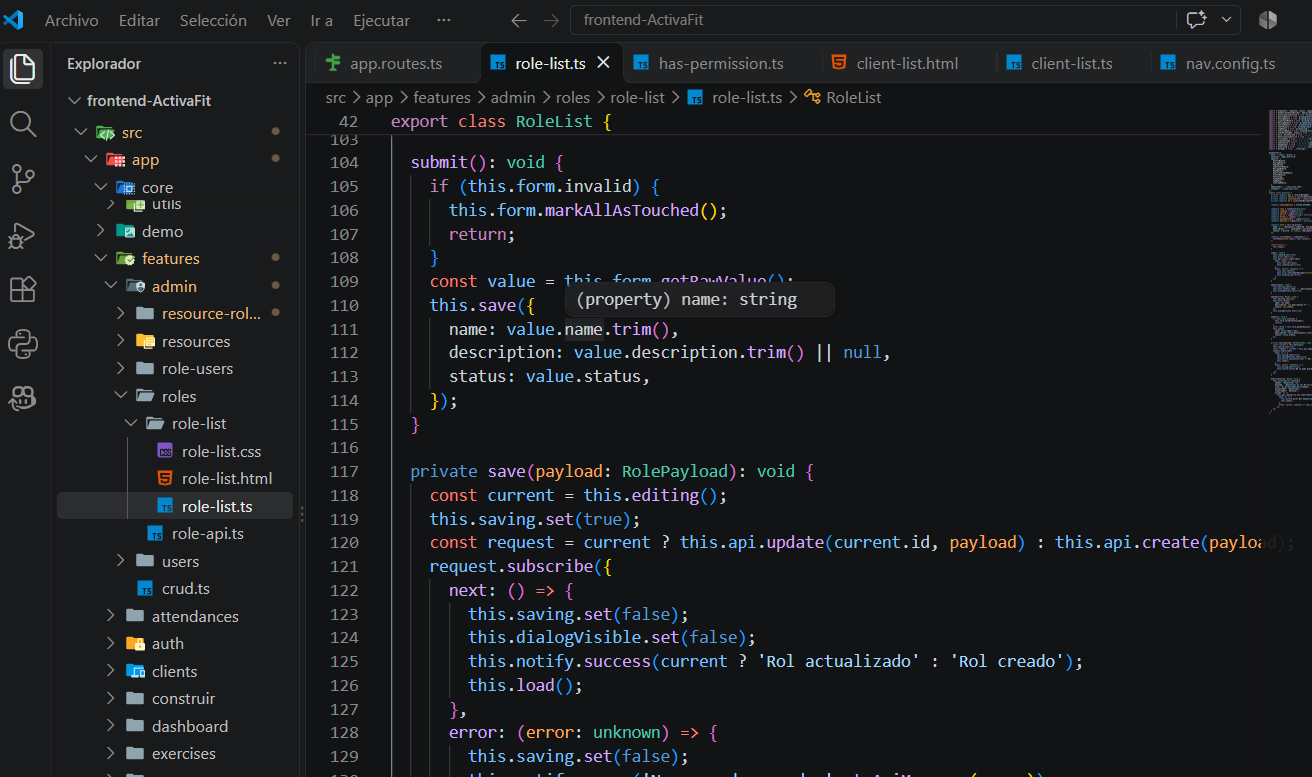 Archivo Editar Selección Ver Ir a Ejecutar ··· frontend-ActivaFit
Explorador ···
frontend-ActivaFit
src
app
core
utils
demo
features
admin
resource-rol...
resources
role-users
roles
role-list
role-list.css
role-list.html
role-list.ts
role-api.ts
users
crud.ts
attendances
auth
clients
construir
dashboard
exercises
app.routes.ts role-list.ts has-permission.ts client-list.html client-list.ts nav.config.ts
src > app > features > admin > roles > role-list > role-list.ts > RoleList
42 export class RoleList {
103
104 submit(): void {
105 if (this.form.invalid) {
106 this.form.markAllAsTouched();
107 return;
108 }
109 const value = this.form.getRawValue();
(property) name: string
110 this.save({
111 name: value.name.trim(),
112 description: value.description.trim() || null,
113 status: value.status,
114 });
115 }
116
117 private save(payload: RolePayload): void {
118 const current = this.editing();
119 this.saving.set(true);
120 const request = current ? this.api.update(current.id, payload) : this.api.create(payload);
121 request.subscribe({
122 next: () => {
123 this.saving.set(false);
124 this.dialogVisible.set(false);
125 this.notify.success(current ? 'Rol actualizado' : 'Rol creado');
126 this.load();
127 },
128 error: (error: unknown) => {
129 this.saving.set(false);